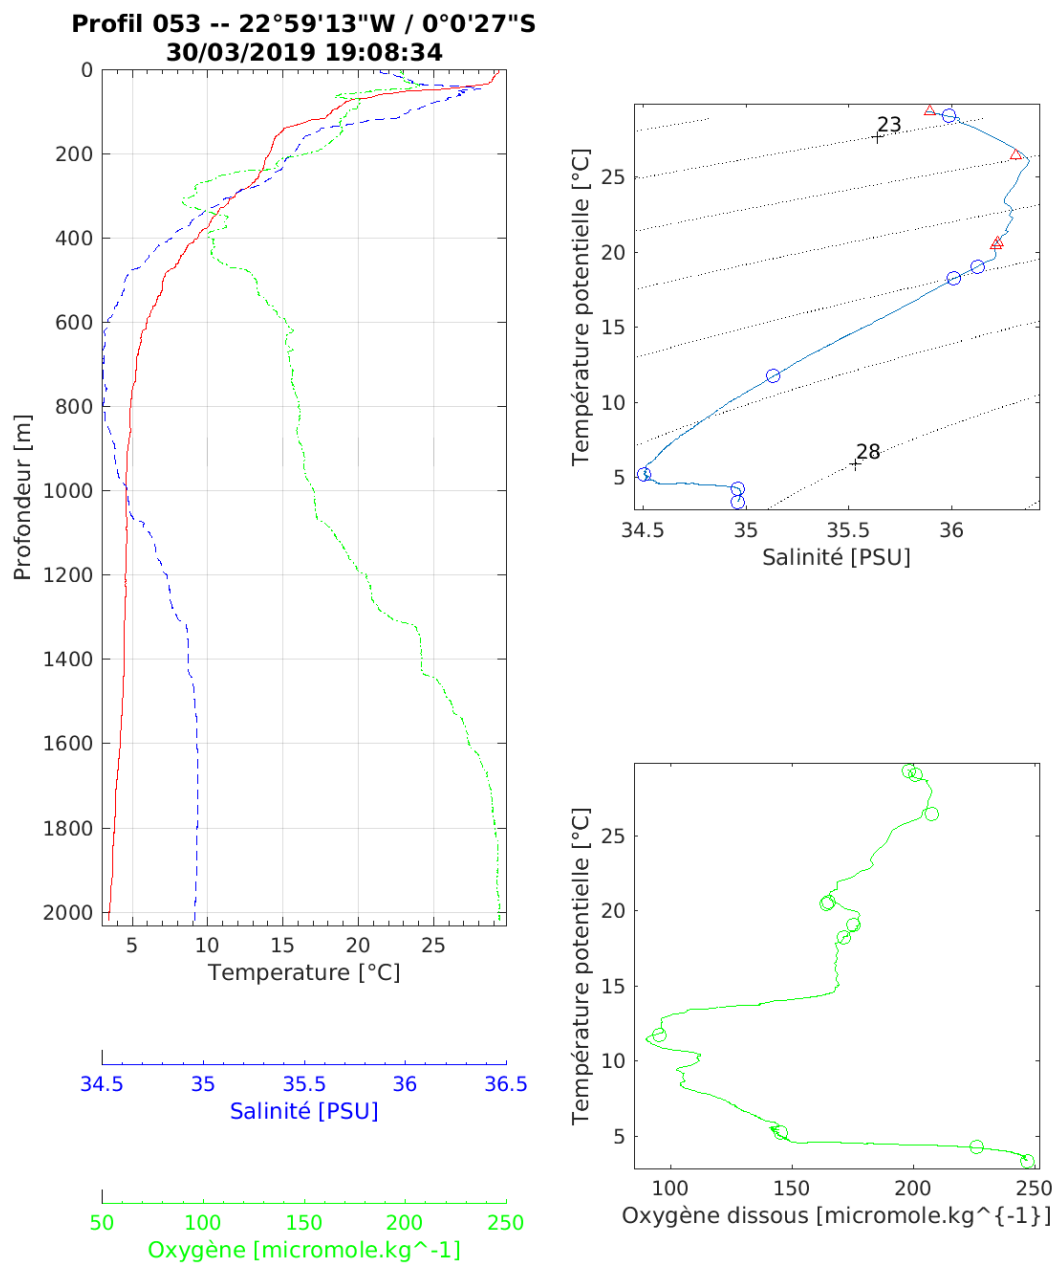 Profil 053 -- 22°59'13"W / 0°0'27"S
30/03/2019 19:08:34
0
200
400
600
800
1000
1200
1400
1600
1800
2000
Profondeur [m]
5 10 15 20 25
Temperature [°C]
34.5 35 35.5 36 36.5
Salinité [PSU]
50 100 150 200 250
Oxygène [micromole.kg^-1]
23
28
25
20
15
10
5
Température potentielle [°C]
34.5 35 35.5 36
Salinité [PSU]
25
20
15
10
5
Température potentielle [°C]
100 150 200 250
Oxygène dissous [micromole.kg^{-1}]